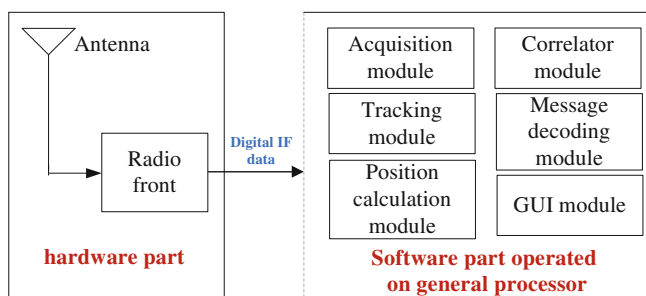 Antenna
Radio
front
hardware part
Digital IF
data
Acquisition
module
Correlator
module
Tracking
module
Message
decoding
module
Position
calculation
module
GUI module
Software part operated
on general processor